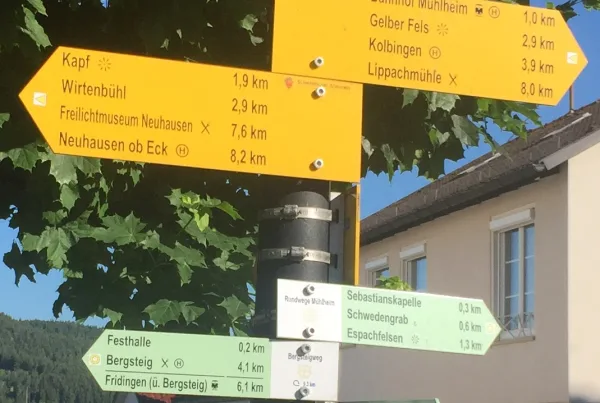 Bahnhof Mühlheim H 1,0 km
Gelber Fels 2,9 km
Kolbingen H 3,9 km
Lippachmühle 8,0 km
Kapf 1,9 km
Wirtenbühl 2,9 km
Freilichtmuseum Neuhausen 7,6 km
Neuhausen ob Eck H 8,2 km
Rundwege Mühlheim
Sebastianskapelle 0,3 km
Schwedengrab 0,6 km
Espachfelsen 1,3 km
Festhalle 0,2 km
Bergsteig H 4,1 km
Fridingen (ü. Bergsteig) H 6,1 km
Bergsteigweg